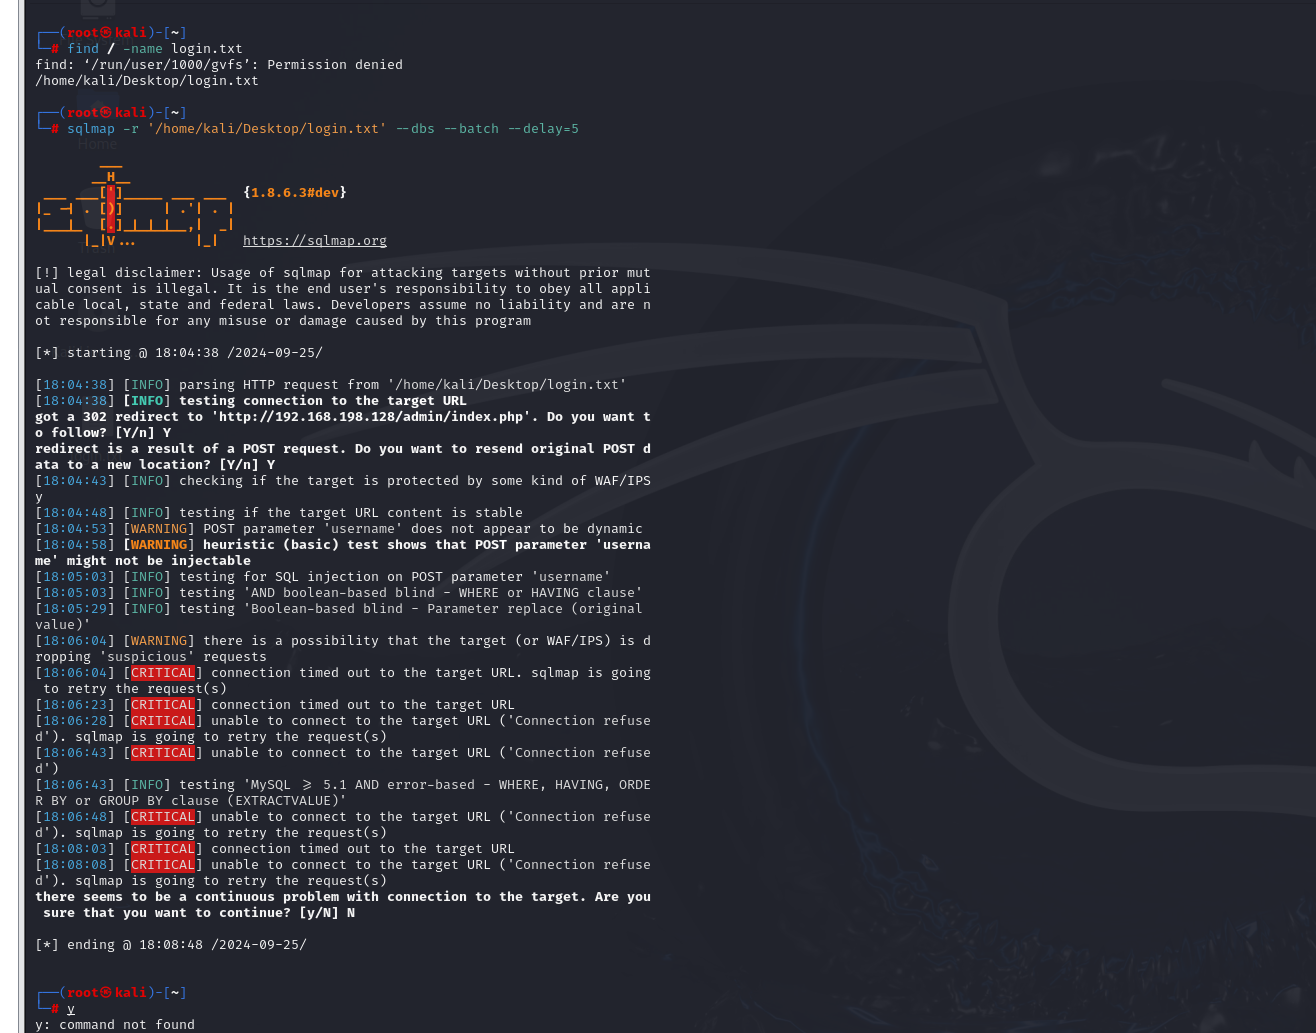 ┌──(root㉿kali)-[~]
└─# find / -name login.txt
find: ‘/run/user/1000/gvfs’: Permission denied
/home/kali/Desktop/login.txt
┌──(root㉿kali)-[~]
└─# sqlmap -r '/home/kali/Desktop/login.txt' --dbs --batch --delay=5
Home
        ___
       __H__
 ___ ___[']_____ ___ ___  {1.8.6.3#dev}
|_ -| . [)]     | .'| . |
|___|_  [.]_|_|_|__,|  _|
      |_|V...       |_|   https://sqlmap.org
[!] legal disclaimer: Usage of sqlmap for attacking targets without prior mut
ual consent is illegal. It is the end user's responsibility to obey all appli
cable local, state and federal laws. Developers assume no liability and are n
ot responsible for any misuse or damage caused by this program
[*] starting @ 18:04:38 /2024-09-25/
[18:04:38] [INFO] parsing HTTP request from '/home/kali/Desktop/login.txt'
[18:04:38] [INFO] testing connection to the target URL
got a 302 redirect to 'http://192.168.198.128/admin/index.php'. Do you want t
o follow? [Y/n] Y
redirect is a result of a POST request. Do you want to resend original POST d
ata to a new location? [Y/n] Y
[18:04:43] [INFO] checking if the target is protected by some kind of WAF/IPS
y
[18:04:48] [INFO] testing if the target URL content is stable
[18:04:53] [WARNING] POST parameter 'username' does not appear to be dynamic
[18:04:58] [WARNING] heuristic (basic) test shows that POST parameter 'userna
me' might not be injectable
[18:05:03] [INFO] testing for SQL injection on POST parameter 'username'
[18:05:03] [INFO] testing 'AND boolean-based blind - WHERE or HAVING clause'
[18:05:29] [INFO] testing 'Boolean-based blind - Parameter replace (original
value)'
[18:06:04] [WARNING] there is a possibility that the target (or WAF/IPS) is d
ropping 'suspicious' requests
[18:06:04] [CRITICAL] connection timed out to the target URL. sqlmap is going
 to retry the request(s)
[18:06:23] [CRITICAL] connection timed out to the target URL
[18:06:28] [CRITICAL] unable to connect to the target URL ('Connection refuse
d'). sqlmap is going to retry the request(s)
[18:06:43] [CRITICAL] unable to connect to the target URL ('Connection refuse
d')
[18:06:43] [INFO] testing 'MySQL >= 5.1 AND error-based - WHERE, HAVING, ORDE
R BY or GROUP BY clause (EXTRACTVALUE)'
[18:06:48] [CRITICAL] unable to connect to the target URL ('Connection refuse
d'). sqlmap is going to retry the request(s)
[18:08:03] [CRITICAL] connection timed out to the target URL
[18:08:08] [CRITICAL] unable to connect to the target URL ('Connection refuse
d'). sqlmap is going to retry the request(s)
there seems to be a continuous problem with connection to the target. Are you
 sure that you want to continue? [y/N] N
[*] ending @ 18:08:48 /2024-09-25/
┌──(root㉿kali)-[~]
└─# y
y: command not found